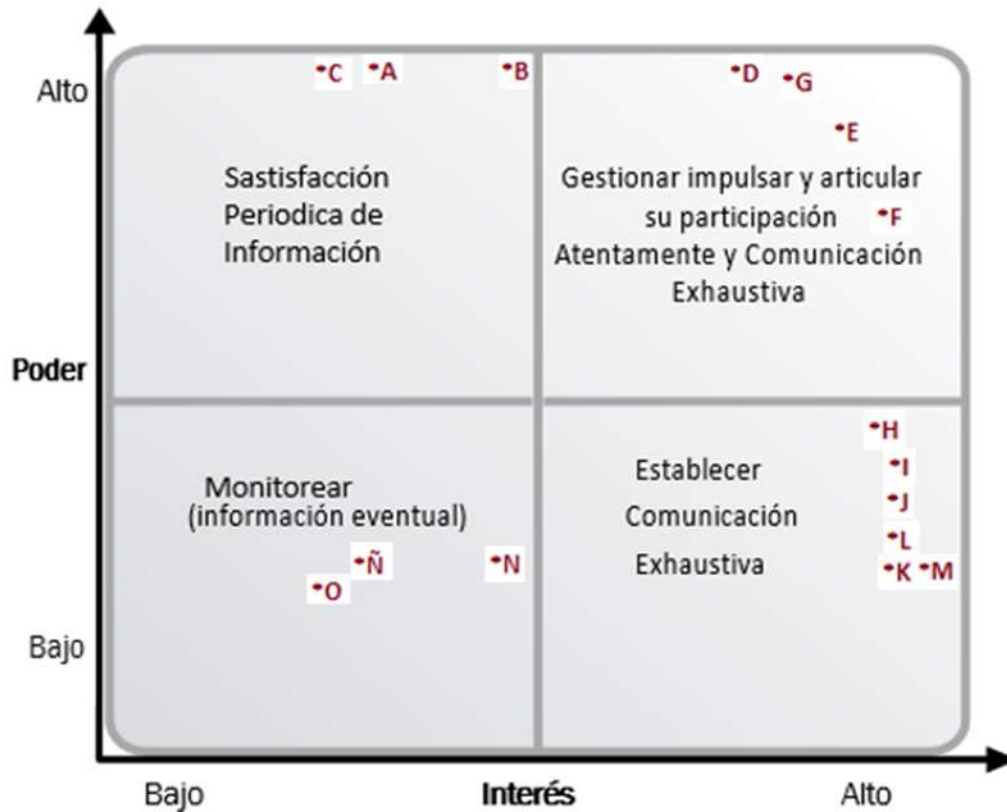 Alto
•C
•A
•B
•D
•G
•E
Sastisfacción
Periodica de
Información
Gestionar impulsar y articular
su participación
•F
Atentamente y Comunicación
Exhaustiva
Poder
•H
Establecer
•I
Monitorear
(información eventual)
•J
Comunicación
•L
Exhaustiva
•Ñ
•N
•K
•M
•O
Bajo
Bajo
Interés
Alto